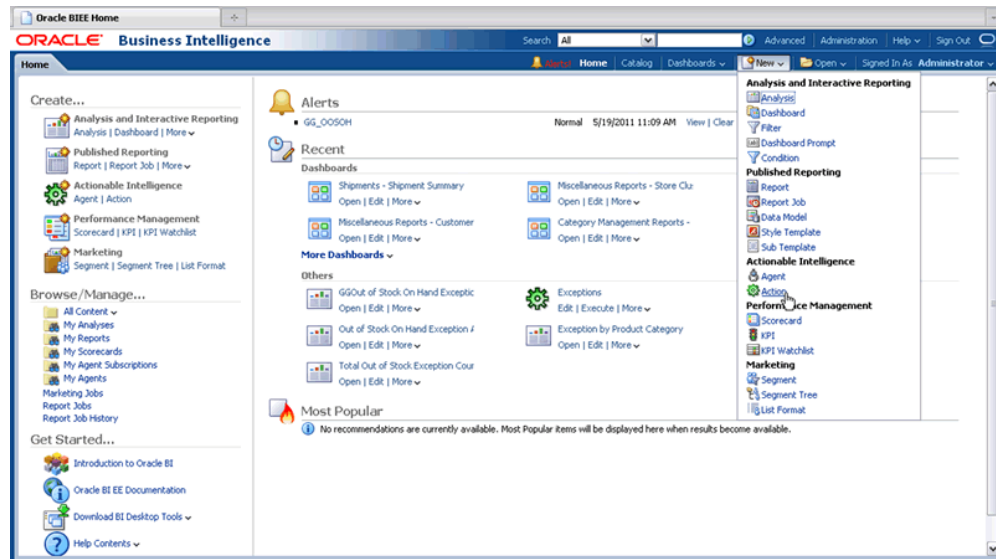 Oracle BIEE Home
ORACLE Business Intelligence
Search All Advanced Administration Help Sign Out
Home
Alerts! Home Catalog Dashboards New Open Signed In As Administrator
Create...
Analysis and Interactive Reporting
Analysis | Dashboard | More
Published Reporting
Report | Report Job | More
Actionable Intelligence
Agent | Action
Performance Management
Scorecard | KPI | KPI Watchlist
Marketing
Segment | Segment Tree | List Format
Browse/Manage...
All Content
My Analyses
My Reports
My Scorecards
My Agent Subscriptions
My Agents
Marketing Jobs
Report Jobs
Report Job History
Get Started...
Introduction to Oracle BI
Oracle BI EE Documentation
Download BI Desktop Tools
Help Contents
Alerts
GG_OOSOH Normal 5/19/2011 11:09 AM View | Clear
Recent
Dashboards
Shipments - Shipment Summary
Open | Edit | More
Miscellaneous Reports - Store Clu
Open | Edit | More
Miscellaneous Reports - Customer
Open | Edit | More
Category Management Reports -
Open | Edit | More
More Dashboards
Others
GGOut of Stock On Hand Exceptic
Open | Edit | More
Exceptions
Edit | Execute | More
Out of Stock On Hand Exception
Open | Edit | More
Exception by Product Category
Open | Edit | More
Total Out of Stock Exception Cour
Open | Edit | More
Most Popular
No recommendations are currently available. Most Popular items will be displayed here when results become available.
Analysis and Interactive Reporting
Analysis
Dashboard
Filter
Dashboard Prompt
Condition
Published Reporting
Report
Report Job
Data Model
Style Template
Sub Template
Actionable Intelligence
Agent
Action
Performance Management
Scorecard
KPI
KPI Watchlist
Marketing
Segment
Segment Tree
List Format